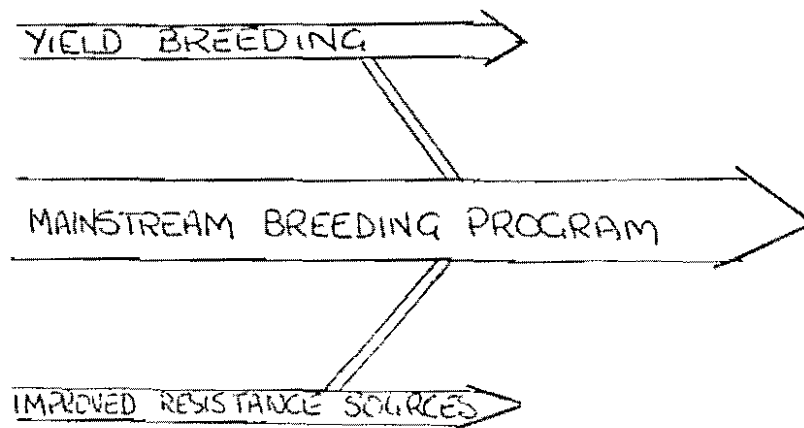 YIELD BREEDING
MAINSTREAM BREEDING PROGRAM
IMPROVED RESISTANCE SOURCES